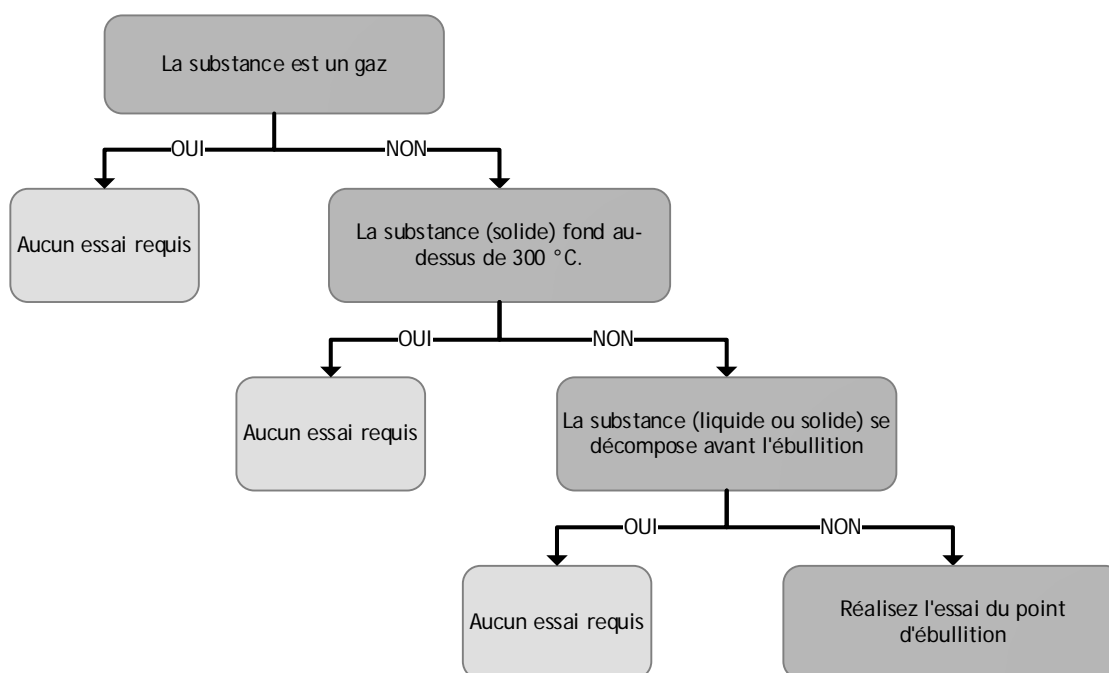 La substance est un gaz
OUI
NON
Aucun essai requis
La substance (solide) fond au-
dessus de 300 °C.
OUI
NON
Aucun essai requis
La substance (liquide ou solide) se
décompose avant l'ébullition
OUI
NON
Aucun essai requis
Réalisez l'essai du point
d'ébullition